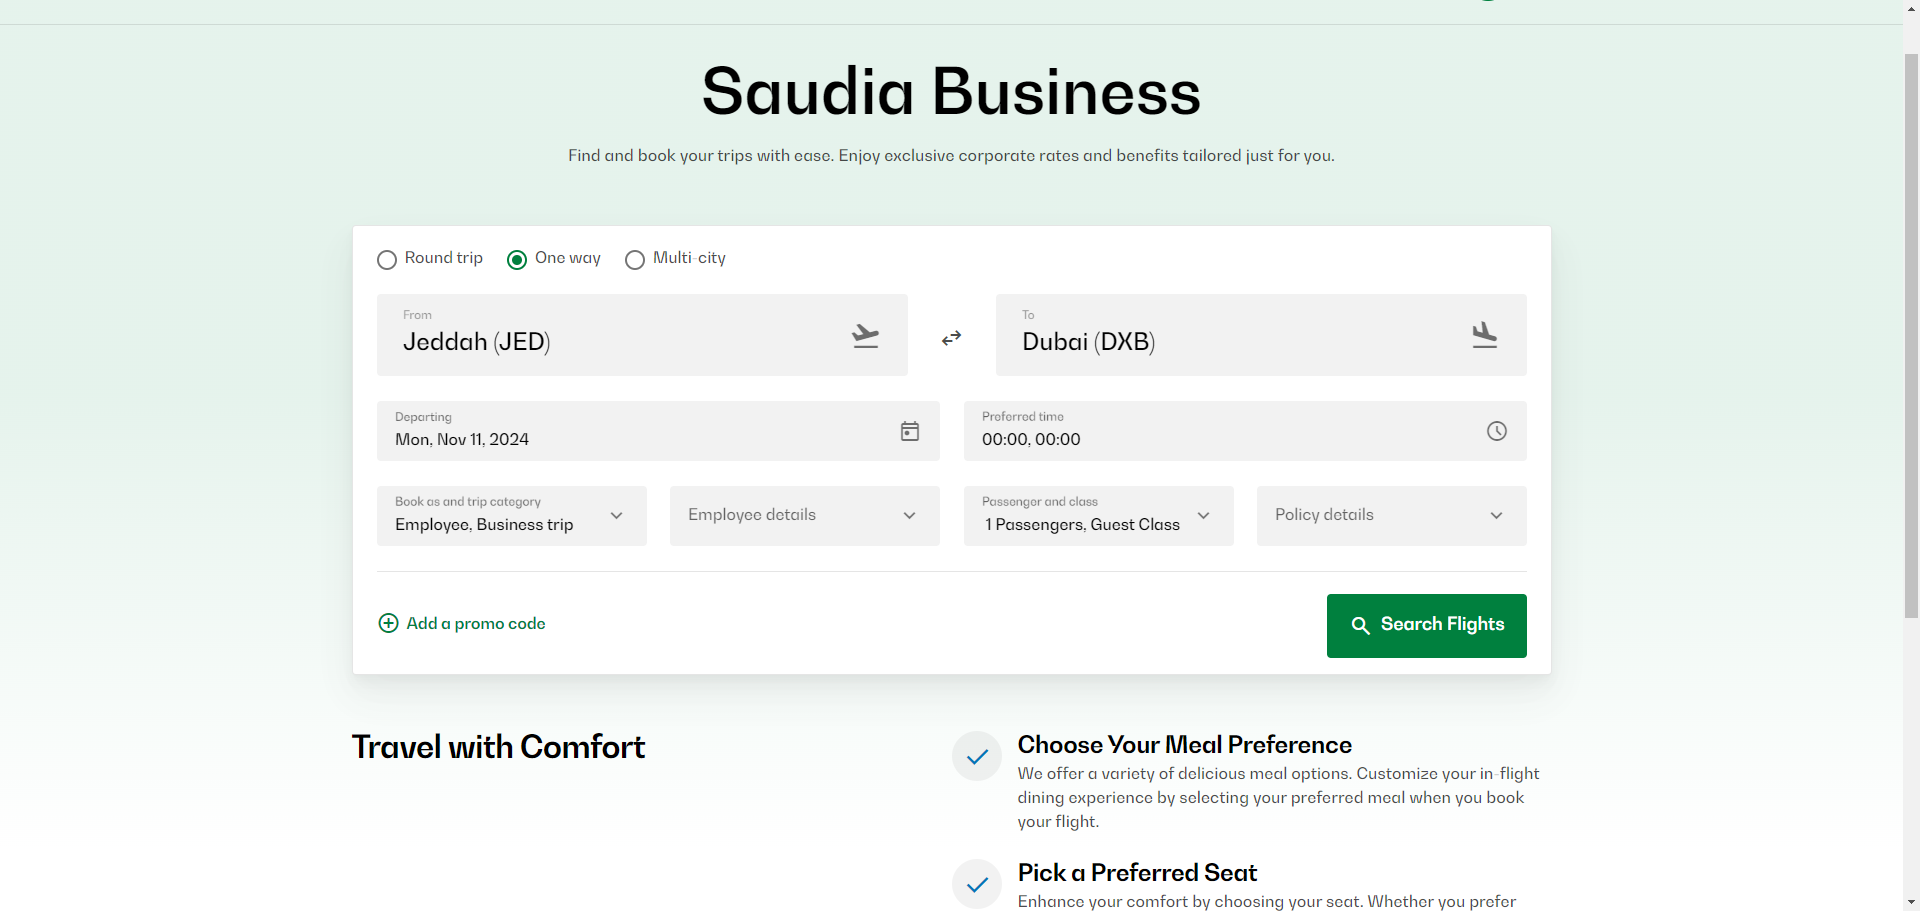 Saudia Business
Find and book your trips with ease. Enjoy exclusive corporate rates and benefits tailored just for you.
Round trip
One way
Multi-city
From
Jeddah (JED)
To
Dubai (DXB)
Departing
Mon, Nov 11, 2024
Preferred time
00:00, 00:00
Book as and trip category
Employee, Business trip
Employee details
Passenger and class
1 Passengers, Guest Class
Policy details
Add a promo code
Search Flights
Travel with Comfort
Choose Your Meal Preference
We offer a variety of delicious meal options. Customize your in-flight
dining experience by selecting your preferred meal when you book
your flight.
Pick a Preferred Seat
Enhance your comfort by choosing your seat. Whether you prefer